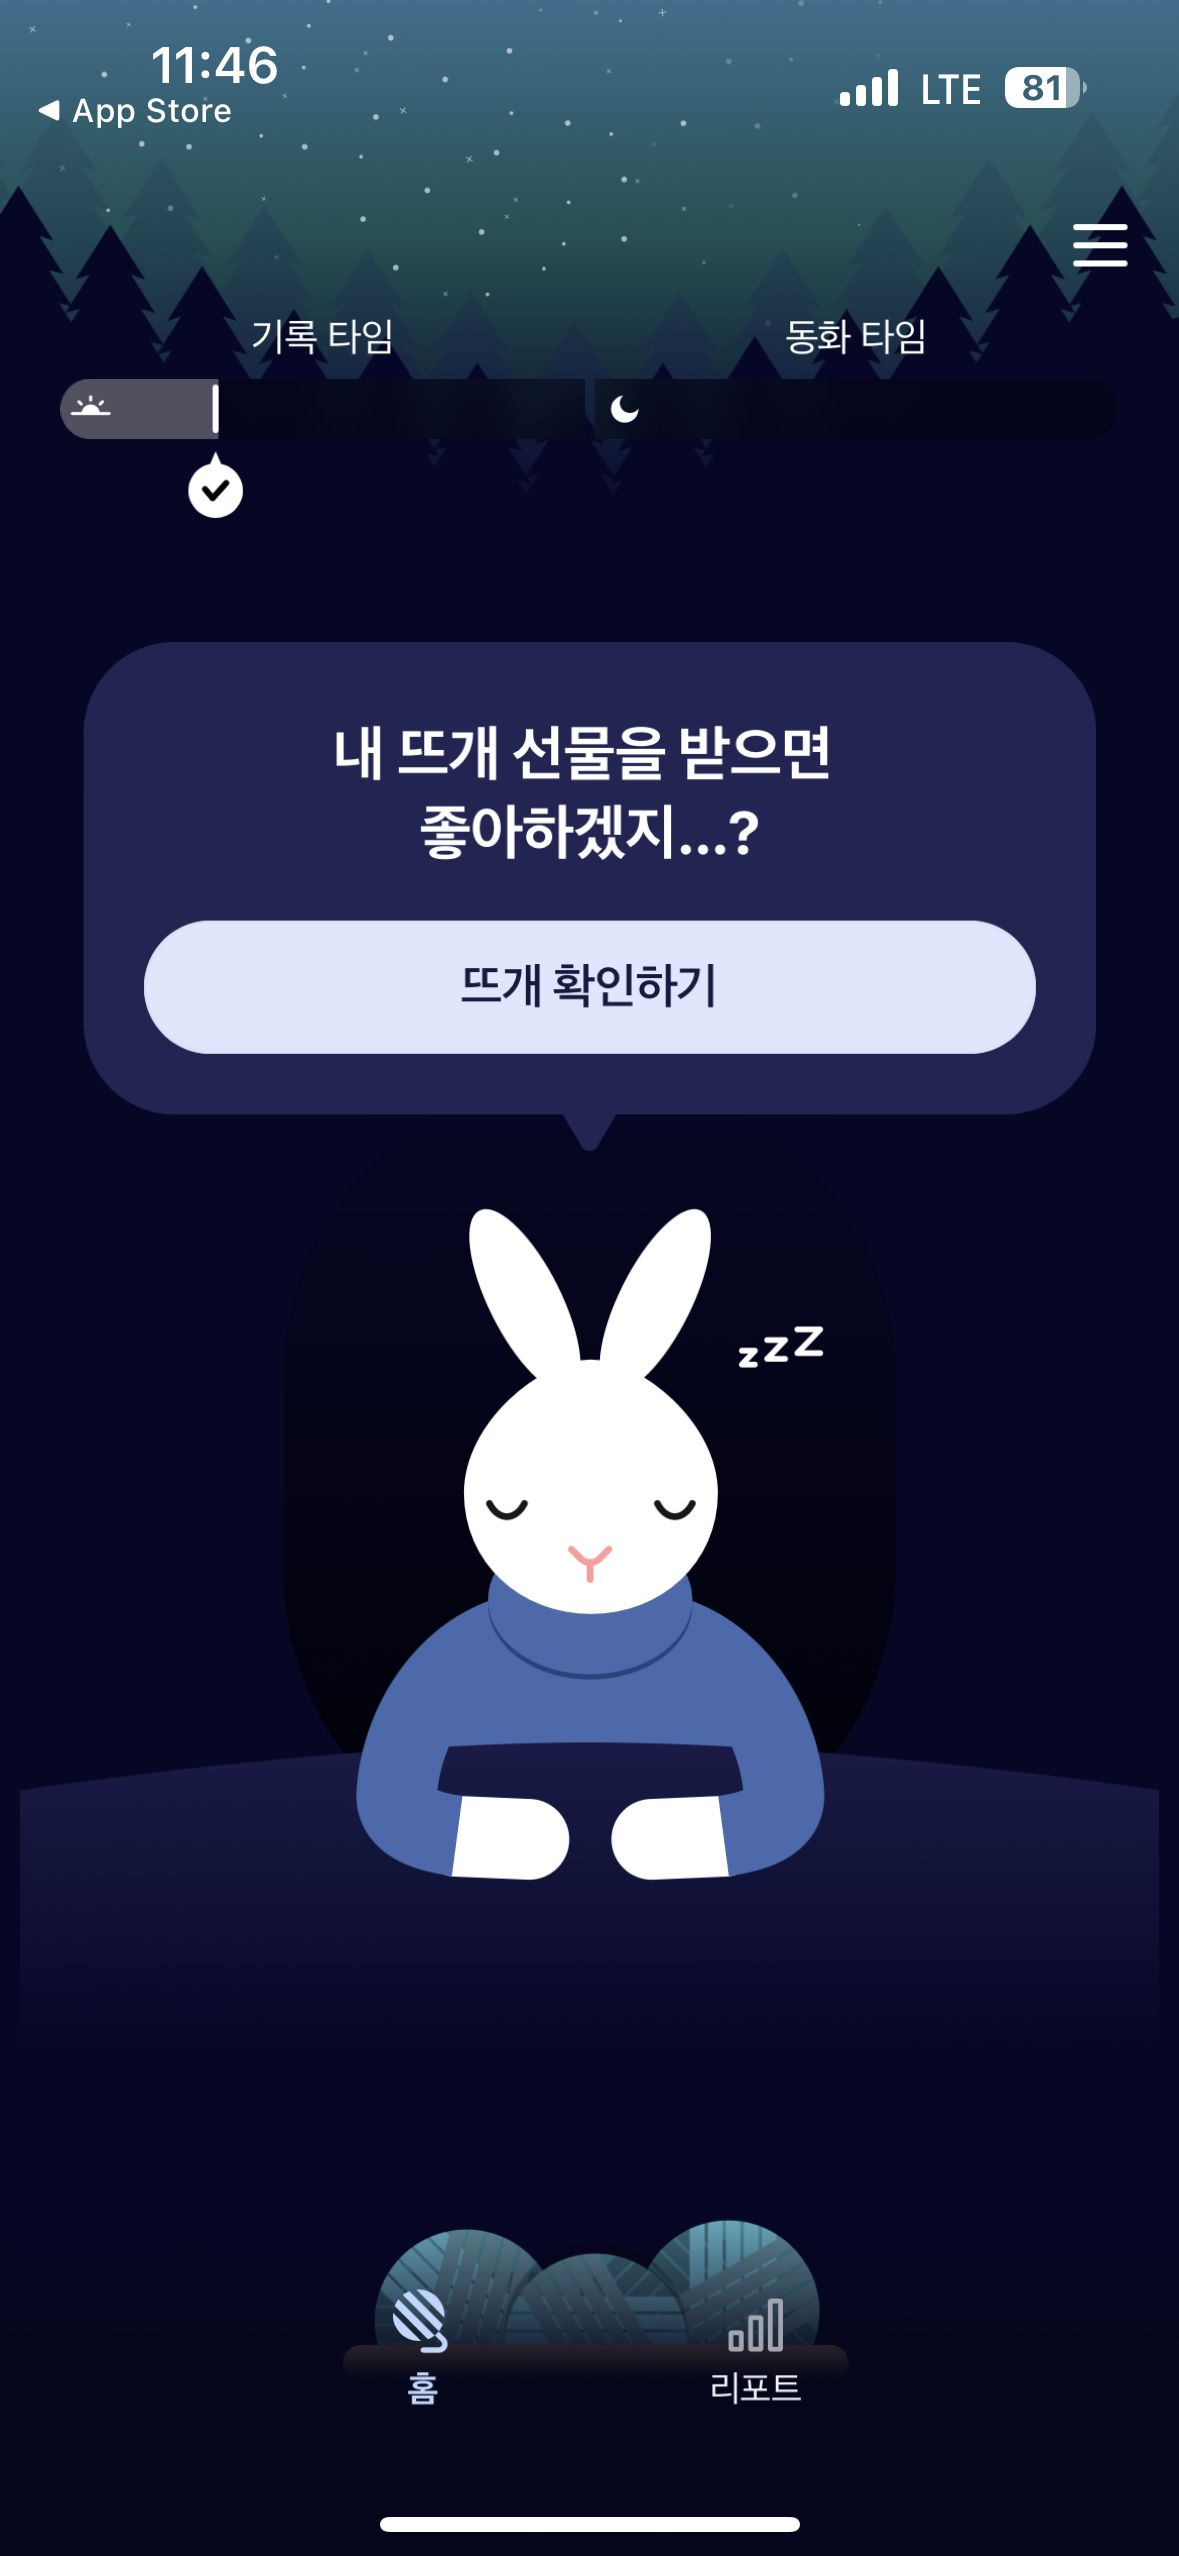 11:46
App Store
LTE
81
기록 타임
동화 타임
내 뜨개 선물을 받으면
좋아하겠지...?
뜨개 확인하기
z z Z
홈
리포트